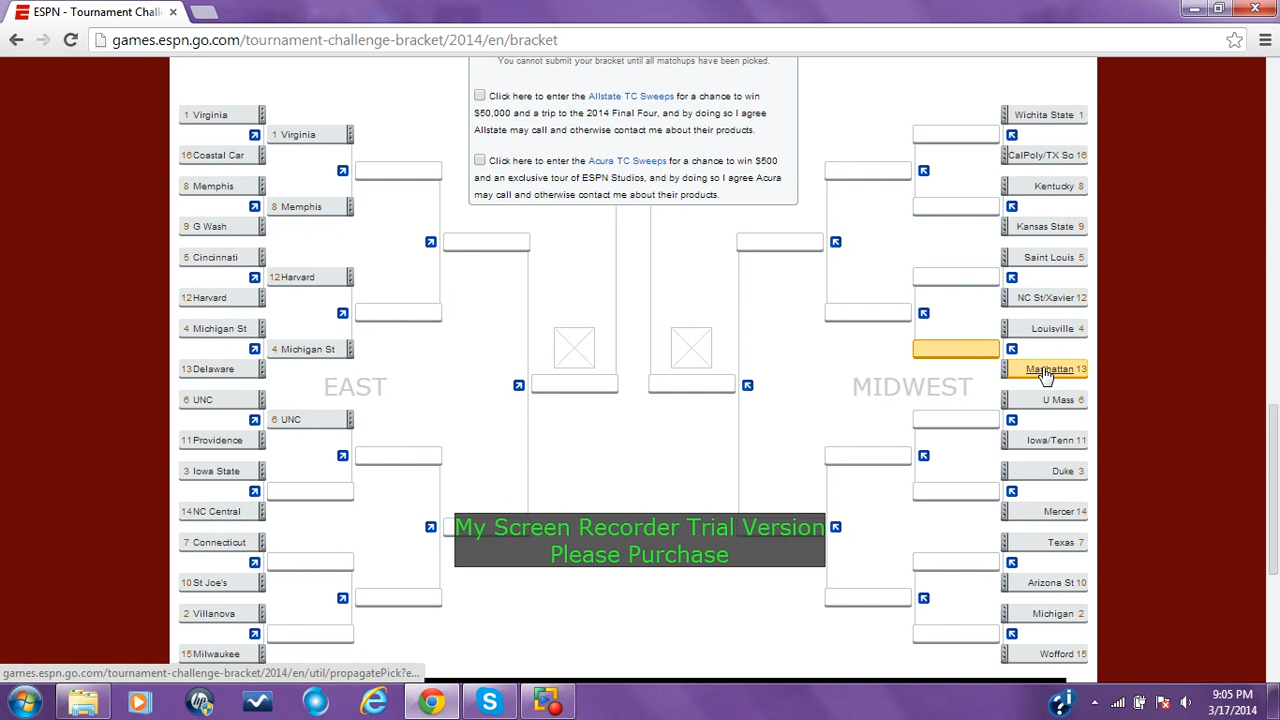 ESPN - Tournament Chall
games.espn.go.com/tournament-challenge-bracket/2014/en/bracket
You cannot submit your bracket until all matchups have been picked.
Click here to enter the Allstate TC Sweeps for a chance to win
$50,000 and a trip to the 2014 Final Four, and by doing so I agree
Allstate may call and otherwise contact me about their products.
Click here to enter the Acura TC Sweeps for a chance to win $500
and an exclusive tour of ESPN Studios, and by doing so I agree Acura
may call and otherwise contact me about their products.
1 Virginia
16 Coastal Car
8 Memphis
9 G Wash
5 Cincinnati
12 Harvard
4 Michigan St
13 Delaware
6 UNC
11 Providence
3 Iowa State
14 NC Central
7 Connecticut
10 St Joe's
2 Villanova
15 Milwaukee
1 Virginia
8 Memphis
12 Harvard
4 Michigan St
6 UNC
EAST
MIDWEST
Wichita State 1
CalPoly/TX So 16
Kentucky 8
Kansas State 9
Saint Louis 5
NC St/Xavier 12
Louisville 4
Manhattan 13
U Mass 6
Iowa/Tenn 11
Duke 3
Mercer 14
Texas 7
Arizona St 10
Michigan 2
Wofford 15
My Screen Recorder Trial Version
Please Purchase
games.espn.go.com/tournament-challenge-bracket/2014/en/util/propagatePick?e...
9:05 PM
3/17/2014